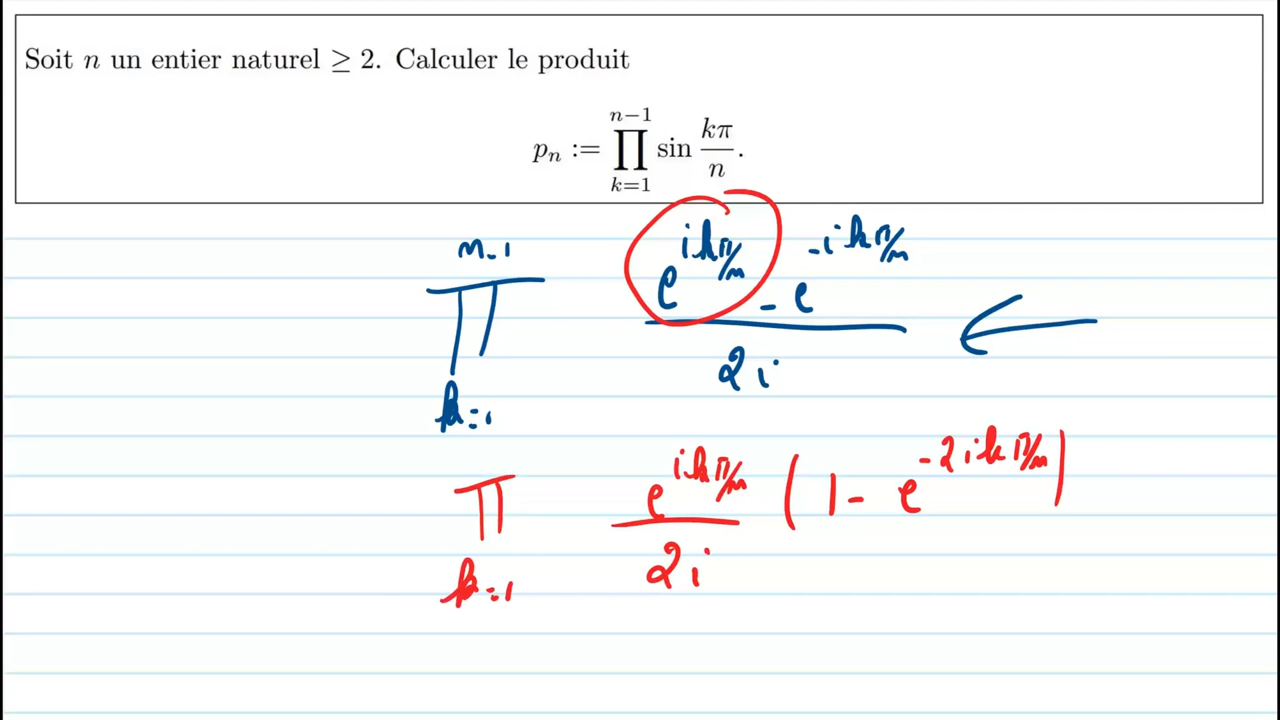 Soit n un entier naturel ≥ 2. Calculer le produit
p_n := ∏_{k=1}^{n−1} sin kπ/n.
∏_{k=1}^{n-1} (e^{ikπ/n} - e^{-ikπ/n}) / 2i
∏_{k=1} e^{ikπ/n} / 2i (1 - e^{-2ikπ/n})